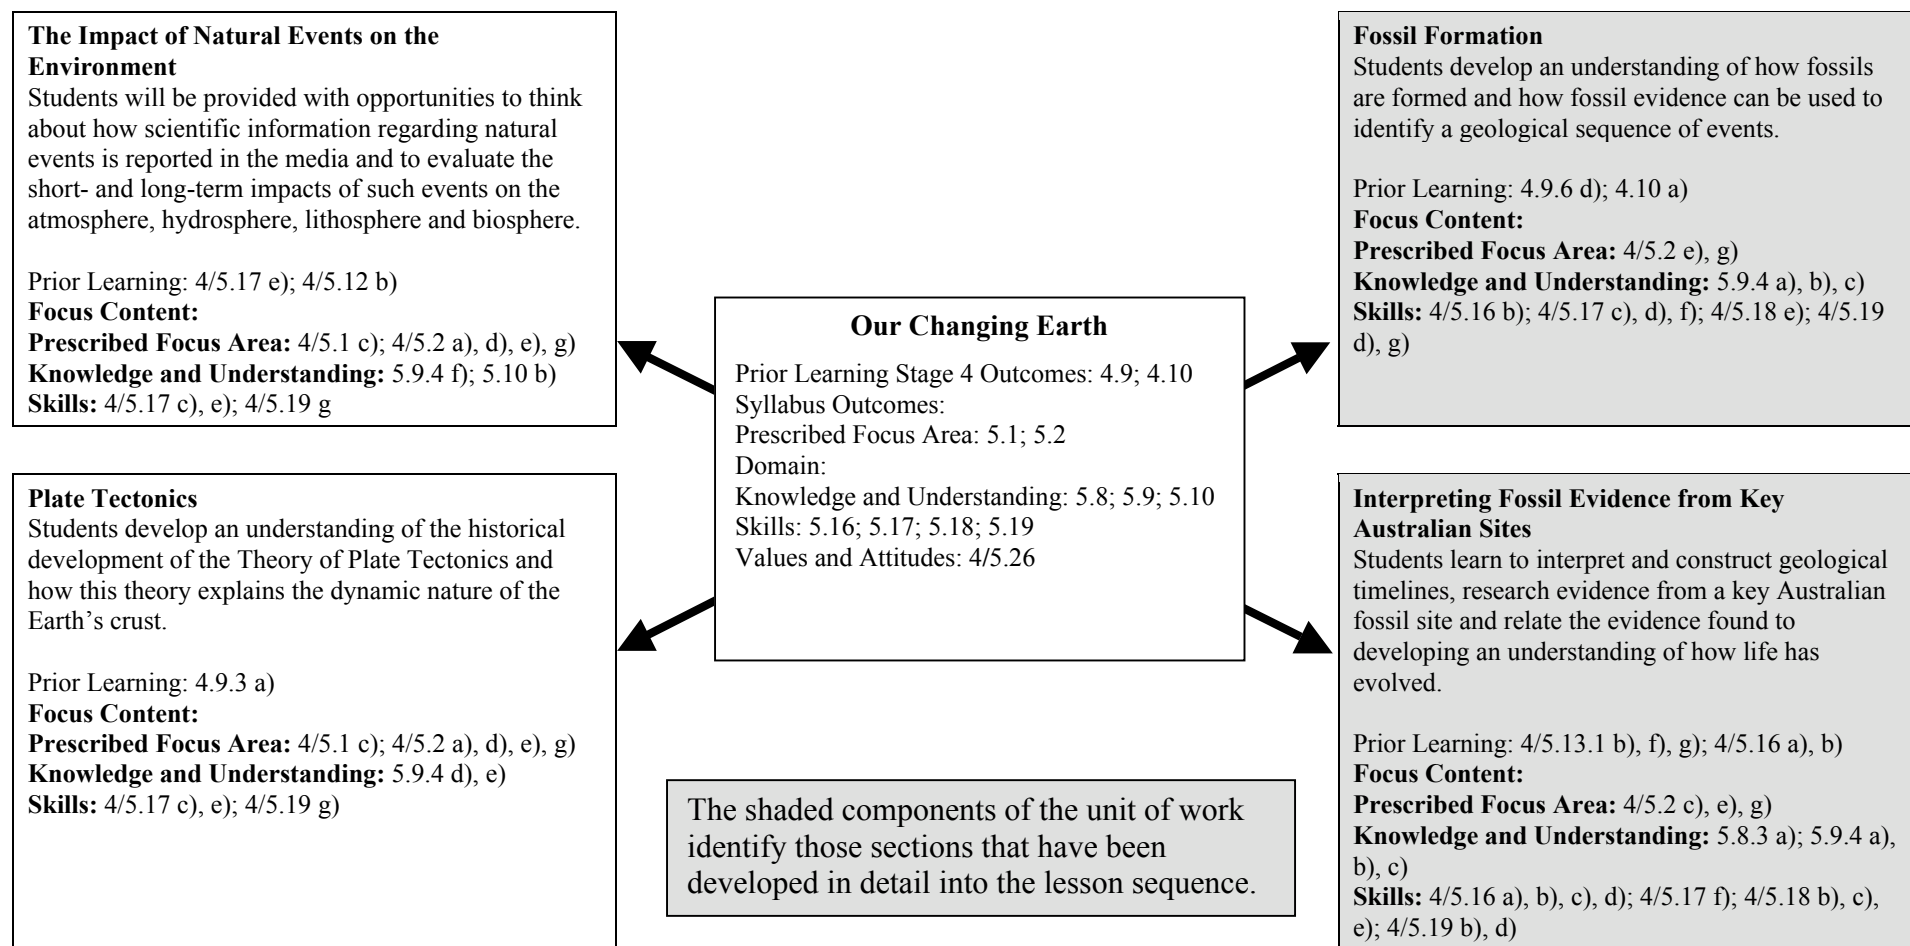 The Impact of Natural Events on the
Environment
Students will be provided with opportunities to think
about how scientific information regarding natural
events is reported in the media and to evaluate the
short- and long-term impacts of such events on the
atmosphere, hydrosphere, lithosphere and biosphere.
Prior Learning: 4/5.17 e); 4/5.12 b)
Focus Content:
Prescribed Focus Area: 4/5.1 c); 4/5.2 a), d), e), g)
Knowledge and Understanding: 5.9.4 f); 5.10 b)
Skills: 4/5.17 c), e); 4/5.19 g
Plate Tectonics
Students develop an understanding of the historical
development of the Theory of Plate Tectonics and
how this theory explains the dynamic nature of the
Earth’s crust.
Prior Learning: 4.9.3 a)
Focus Content:
Prescribed Focus Area: 4/5.1 c); 4/5.2 a), d), e), g)
Knowledge and Understanding: 5.9.4 d), e)
Skills: 4/5.17 c), e); 4/5.19 g)
Our Changing Earth
Prior Learning Stage 4 Outcomes: 4.9; 4.10
Syllabus Outcomes:
Prescribed Focus Area: 5.1; 5.2
Domain:
Knowledge and Understanding: 5.8; 5.9; 5.10
Skills: 5.16; 5.17; 5.18; 5.19
Values and Attitudes: 4/5.26
The shaded components of the unit of work
identify those sections that have been
developed in detail into the lesson sequence.
Fossil Formation
Students develop an understanding of how fossils
are formed and how fossil evidence can be used to
identify a geological sequence of events.
Prior Learning: 4.9.6 d); 4.10 a)
Focus Content:
Prescribed Focus Area: 4/5.2 e), g)
Knowledge and Understanding: 5.9.4 a), b), c)
Skills: 4/5.16 b); 4/5.17 c), d), f); 4/5.18 e); 4/5.19
d), g)
Interpreting Fossil Evidence from Key
Australian Sites
Students learn to interpret and construct geological
timelines, research evidence from a key Australian
fossil site and relate the evidence found to
developing an understanding of how life has
evolved.
Prior Learning: 4/5.13.1 b), f), g); 4/5.16 a), b)
Focus Content:
Prescribed Focus Area: 4/5.2 c), e), g)
Knowledge and Understanding: 5.8.3 a); 5.9.4 a),
b), c)
Skills: 4/5.16 a), b), c), d); 4/5.17 f); 4/5.18 b), c),
e); 4/5.19 b), d)